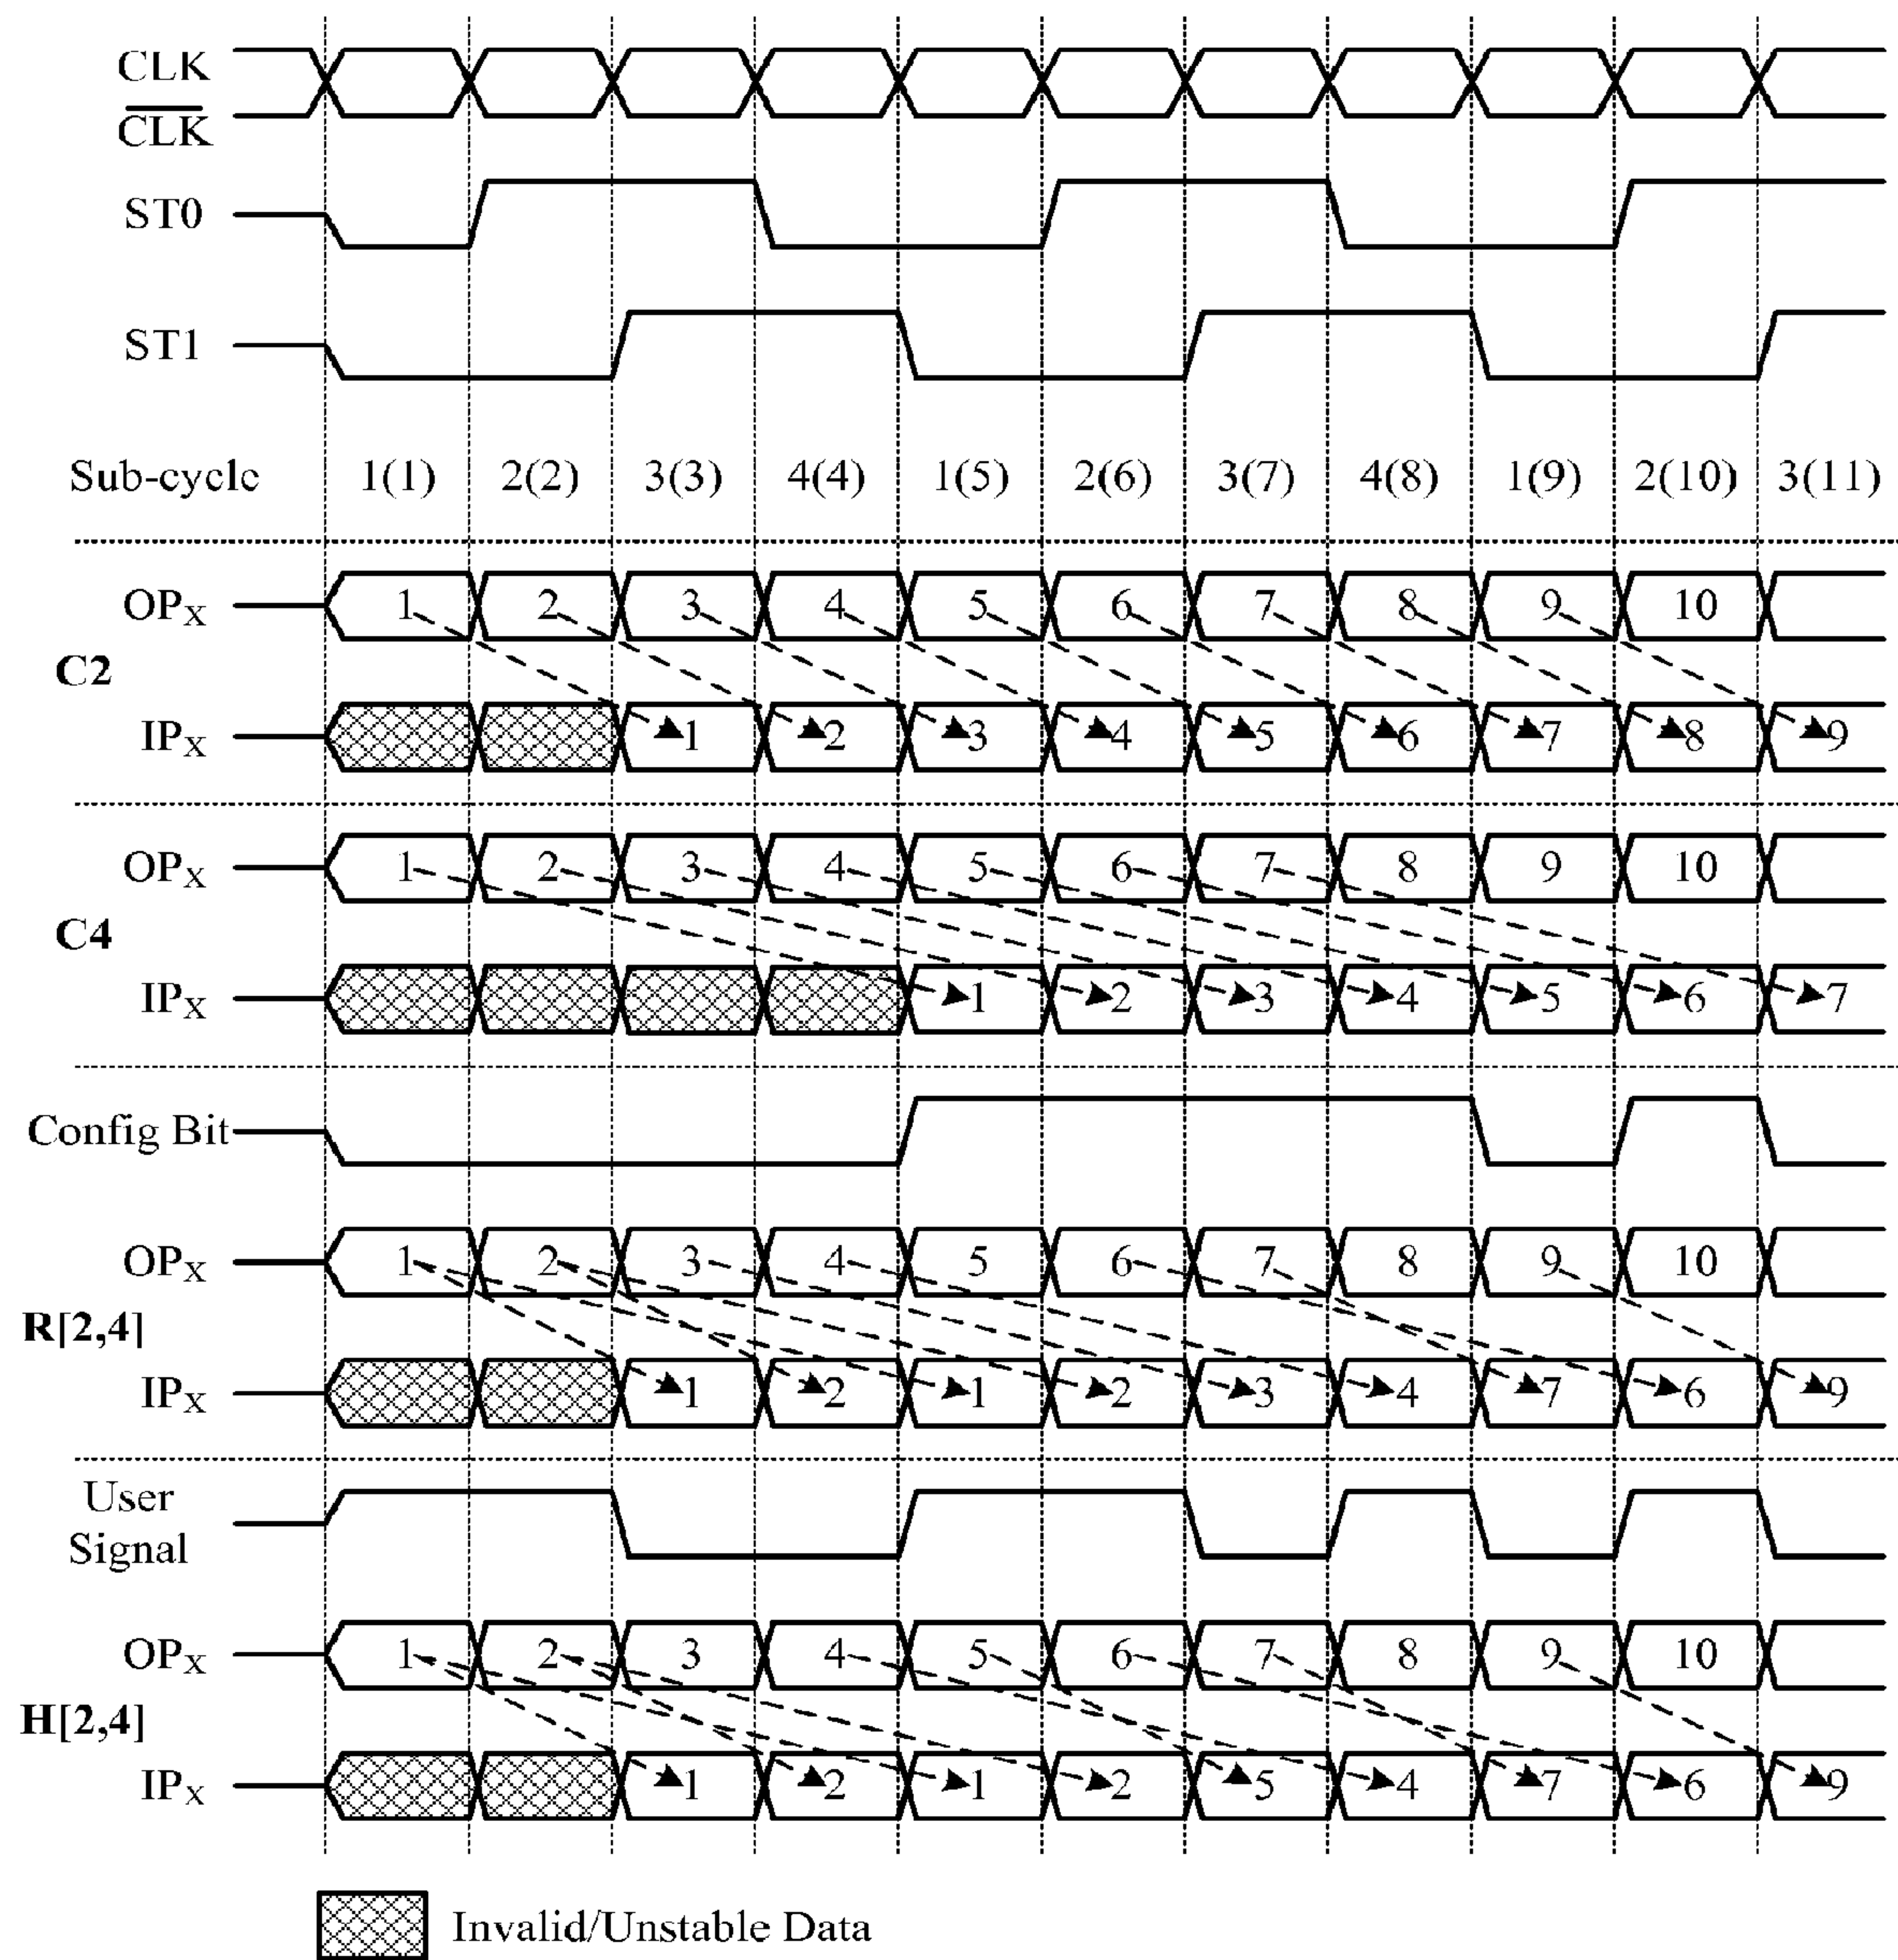 CLK
CLK
ST0
ST1
Sub-cycle 1(1) 2(2) 3(3) 4(4) 1(5) 2(6) 3(7) 4(8) 1(9) 2(10) 3(11)
OPX 1 2 3 4 5 6 7 8 9 10
C2
IPX 1 2 3 4 5 6 7 8 9
OPX 1 2 3 4 5 6 7 8 9 10
C4
IPX 1 2 3 4 5 6 7
Config Bit
OPX 1 2 3 4 5 6 7 8 9 10
R[2,4]
IPX 1 2 1 2 3 4 7 6 9
User
Signal
OPX 1 2 3 4 5 6 7 8 9 10
H[2,4]
IPX 1 2 1 2 5 4 7 6 9
Invalid/Unstable Data